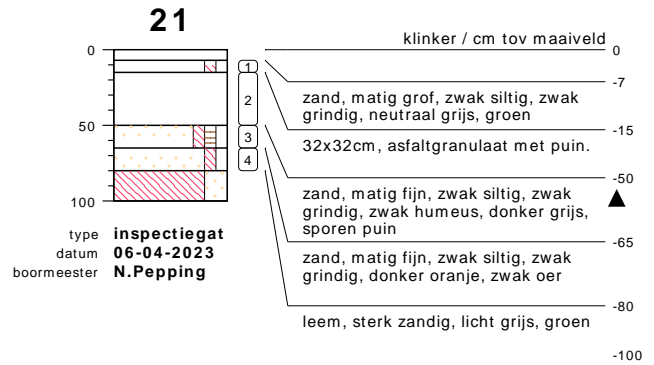 21
klinker / cm tov maaiveld
0
0
-7
1
zand, matig grof, zwak siltig, zwak
grindig, neutraal grijs, groen
2
-15
32x32cm, asfaltgranulaat met puin.
50
3
-50
4
zand, matig fijn, zwak siltig, zwak
grindig, zwak humeus, donker grijs,
sporen puin
100
-65
type inspectiegat
datum 06-04-2023
boormeester N.Pepping
zand, matig fijn, zwak siltig, zwak
grindig, donker oranje, zwak oer
-80
leem, sterk zandig, licht grijs, groen
-100